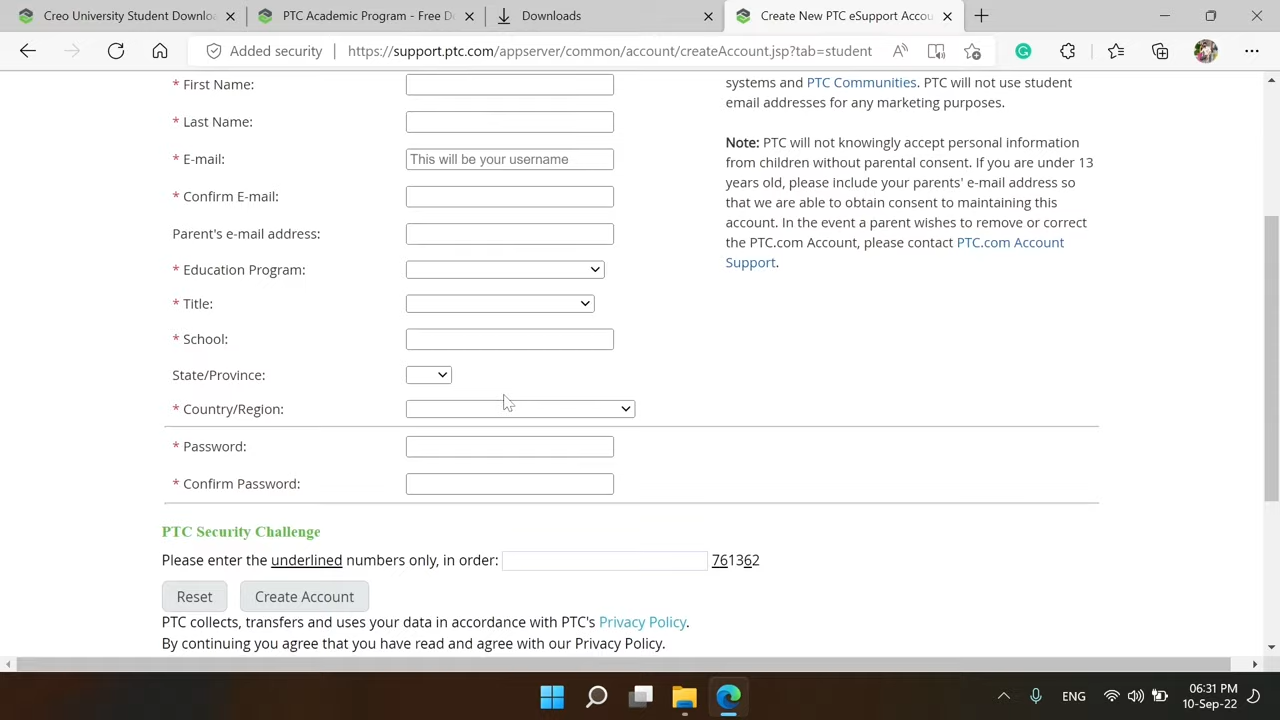 Creo University Student Downloa
PTC Academic Program - Free Do
Downloads
Create New PTC eSupport Accou
Added security
https://support.ptc.com/appserver/common/account/createAccount.jsp?tab=student
* First Name:
* Last Name:
* E-mail:
This will be your username
* Confirm E-mail:
Parent's e-mail address:
* Education Program:
* Title:
* School:
State/Province:
* Country/Region:
* Password:
* Confirm Password:
systems and PTC Communities. PTC will not use student
email addresses for any marketing purposes.
Note: PTC will not knowingly accept personal information
from children without parental consent. If you are under 13
years old, please include your parents' e-mail address so
that we are able to obtain consent to maintaining this
account. In the event a parent wishes to remove or correct
the PTC.com Account, please contact PTC.com Account
Support.
PTC Security Challenge
Please enter the underlined numbers only, in order: 761362
Reset
Create Account
PTC collects, transfers and uses your data in accordance with PTC's Privacy Policy.
By continuing you agree that you have read and agree with our Privacy Policy.
ENG
06:31 PM
10-Sep-22